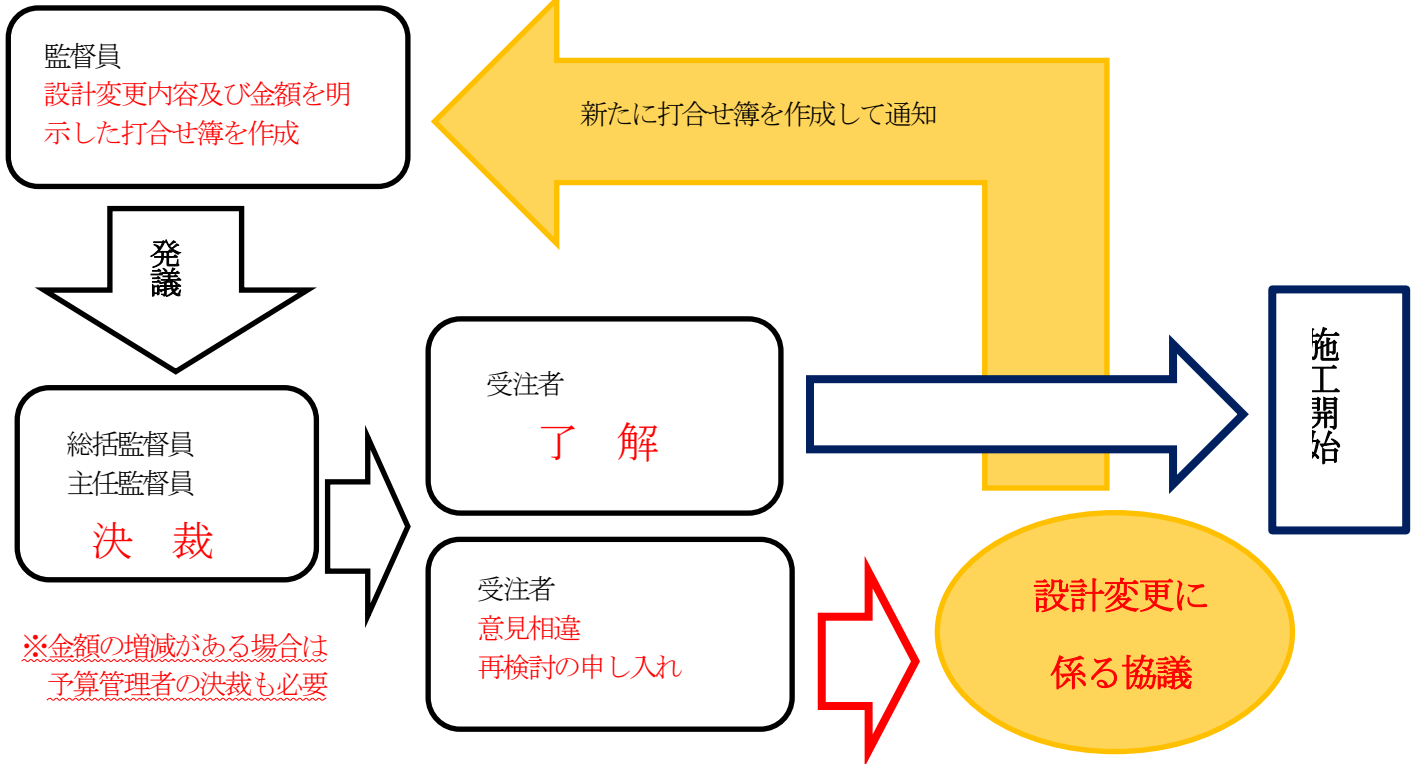 監督員
設計変更内容及び金額を明
示した打合せ簿を作成
新たに打合せ簿を作成して通知
発議
総括監督員
主任監督員
決 裁
※金額の増減がある場合は
予算管理者の決裁も必要
受注者
了 解
受注者
意見相違
再検討の申し入れ
設計変更に
係る協議
施工開始